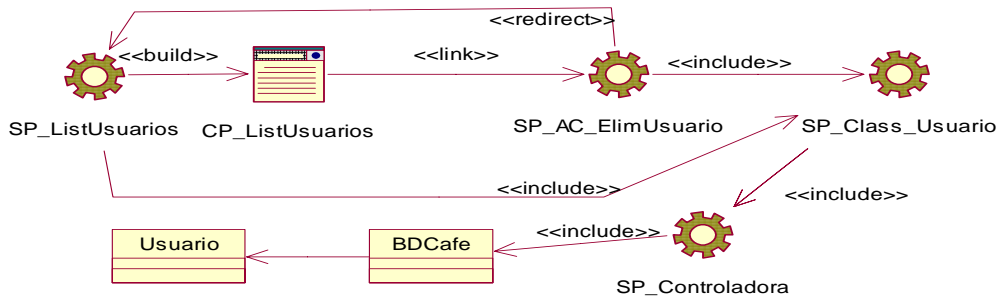 <<redirect>>
<<build>>
<<link>>
<<include>>
SP_ListUsuarios
CP_ListUsuarios
SP_AC_ElimUsuario
SP_Class_Usuario
<<include>>
<<include>>
<<include>>
Usuario
BDCafe
SP_Controladora